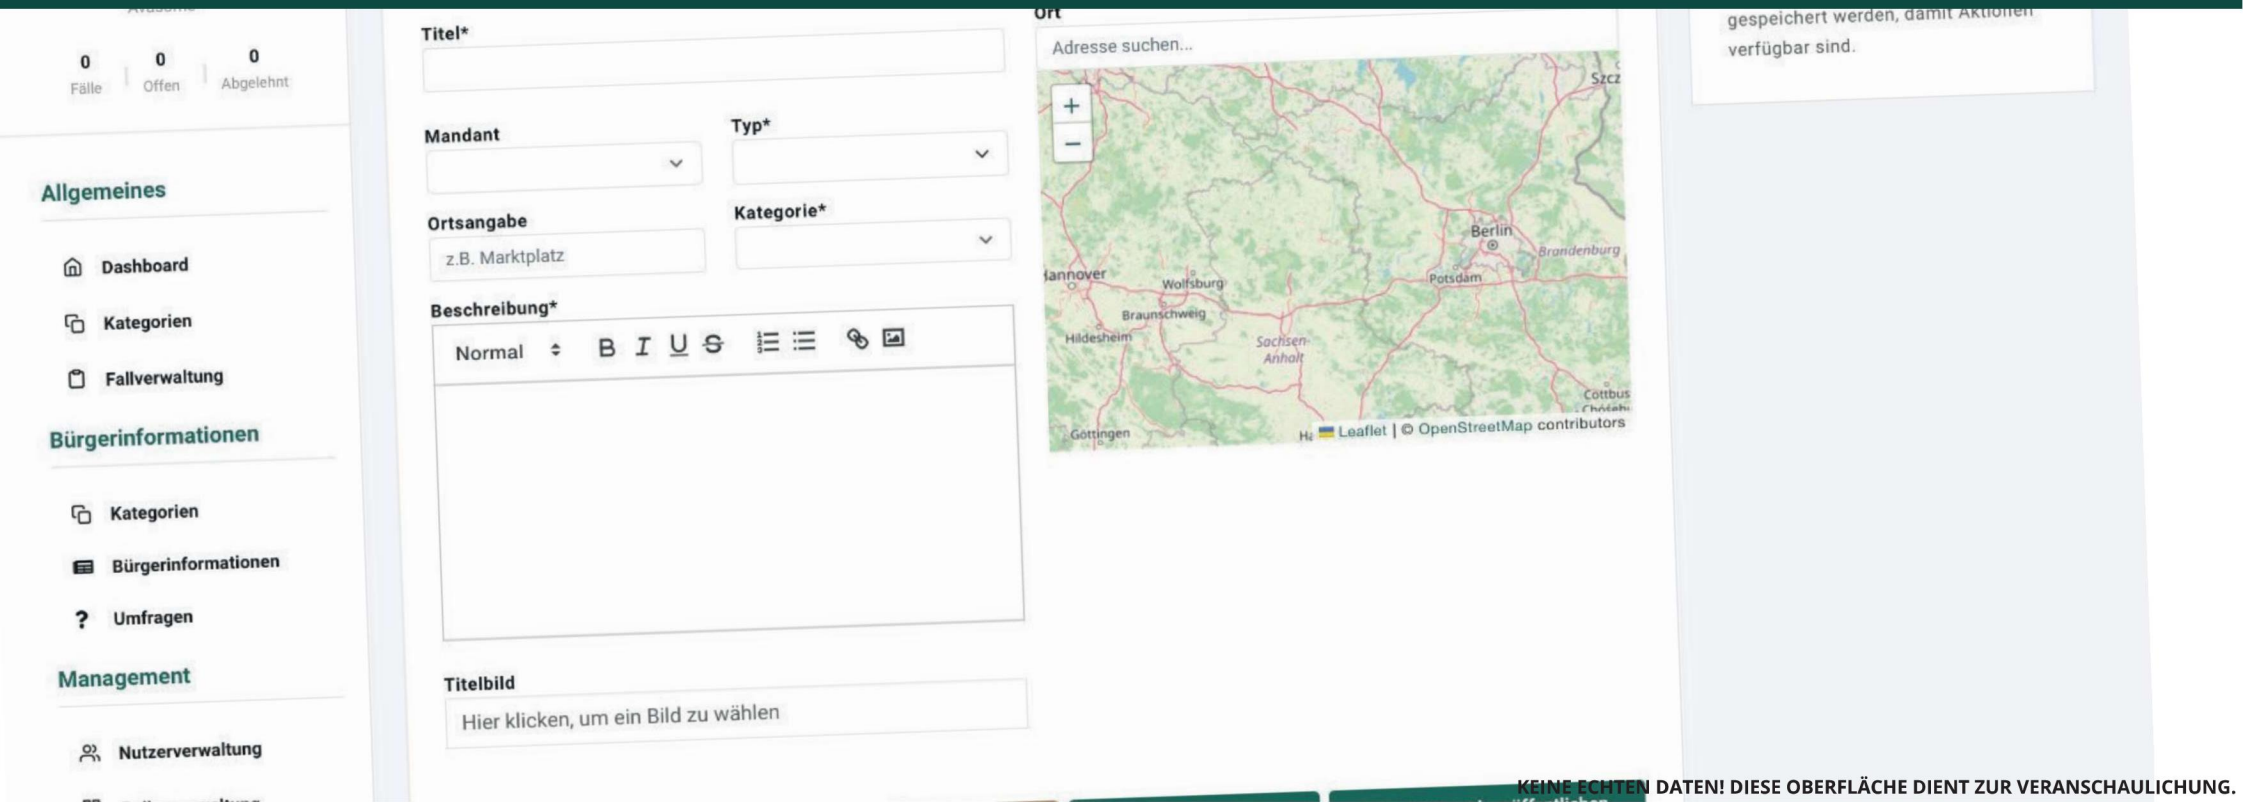 0 0 0
Fälle Offen Abgelehnt
Allgemeines
Dashboard
Kategorien
Fallverwaltung
Bürgerinformationen
Kategorien
Bürgerinformationen
? Umfragen
Management
Nutzerverwaltung
Titel*
Mandant
Typ*
Ortsangabe
Kategorie*
z.B. Marktplatz
Beschreibung*
Normal B I U S
Titelbild
Hier klicken, um ein Bild zu wählen
Ort
Adresse suchen...
+
−
Berlin
Brandenburg
Potsdam
Wolfsburg
Braunschweig
Hildesheim
Sachsen-
Anhalt
Cottbus
Göttingen
Leaflet | © OpenStreetMap contributors
gespeichert werden, damit Aktionen
verfügbar sind.
KEINE ECHTEN DATEN! DIESE OBERFLÄCHE DIENT ZUR VERANSCHAULICHUNG.